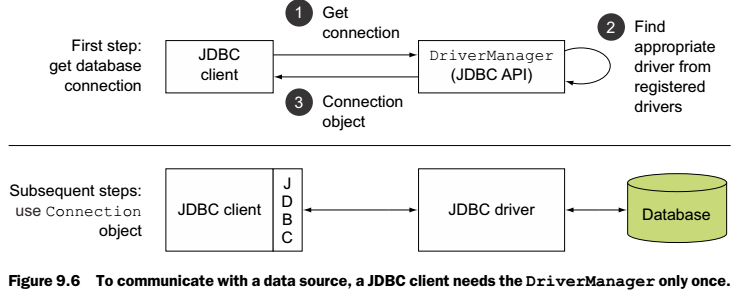 1
Get
connection
2
Find
appropriate
driver from
registered
drivers
First step:
get database
connection
JDBC
client
DriverManager
(JDBC API)
3
Connection
object
Subsequent steps:
use Connection
object
JDBC client
J
D
B
C
JDBC driver
Database
Figure 9.6 To communicate with a data source, a JDBC client needs the DriverManager only once.